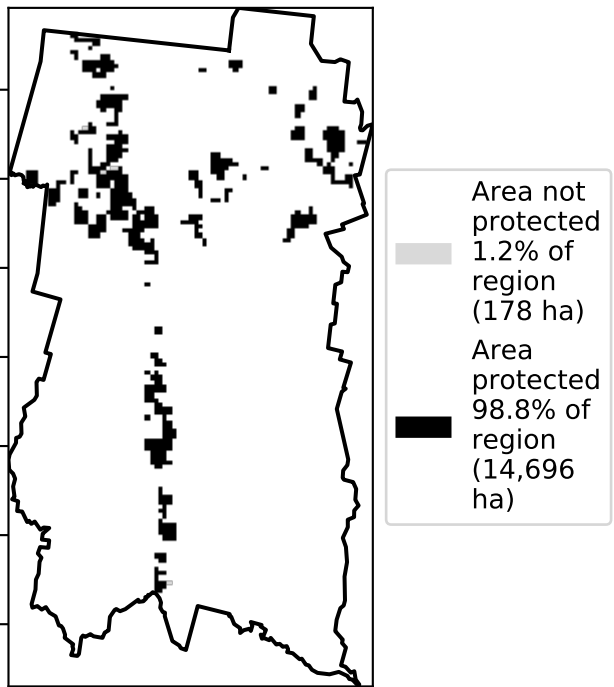 Area not
protected
1.2% of
region
(178 ha)
Area
protected
98.8% of
region
(14,696
ha)